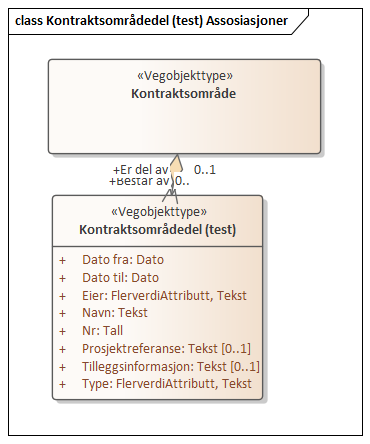 class Kontraktsområdedel (test) Assosiasjoner
«Vegobjekttype»
Kontraktsområde
+Er del av 0..1
+Består av 0..
«Vegobjekttype»
Kontraktsområdedel (test)
+ Dato fra: Dato
+ Dato til: Dato
+ Eier: FlerverdiAttributt, Tekst
+ Navn: Tekst
+ Nr: Tall
+ Prosjektreferanse: Tekst [0..1]
+ Tilleggsinformasjon: Tekst [0..1]
+ Type: FlerverdiAttributt, Tekst